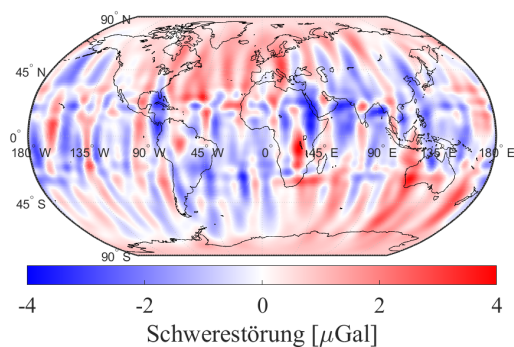 90° N
45° N
0°
180° W 135° W 90° W 45° W 0° 45° E 90° E 135° E 180° E
45° S
90° S
-4 -2 0 2 4
Schwerestörung [μGal]